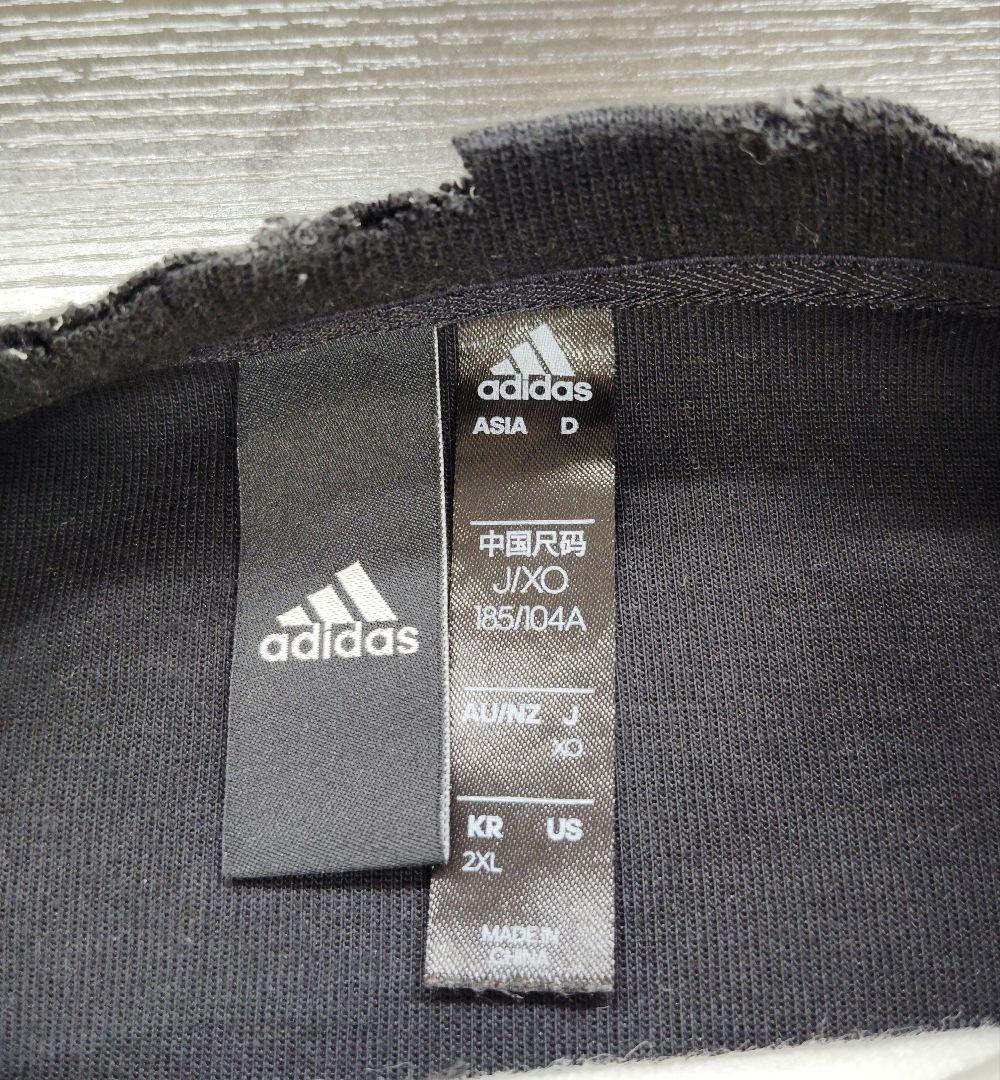 adidas
adidas
ASIA D
中国尺码
J/XO
185/104A
AU/NZ J
XO
KR US
2XL
MADE IN
CHINA